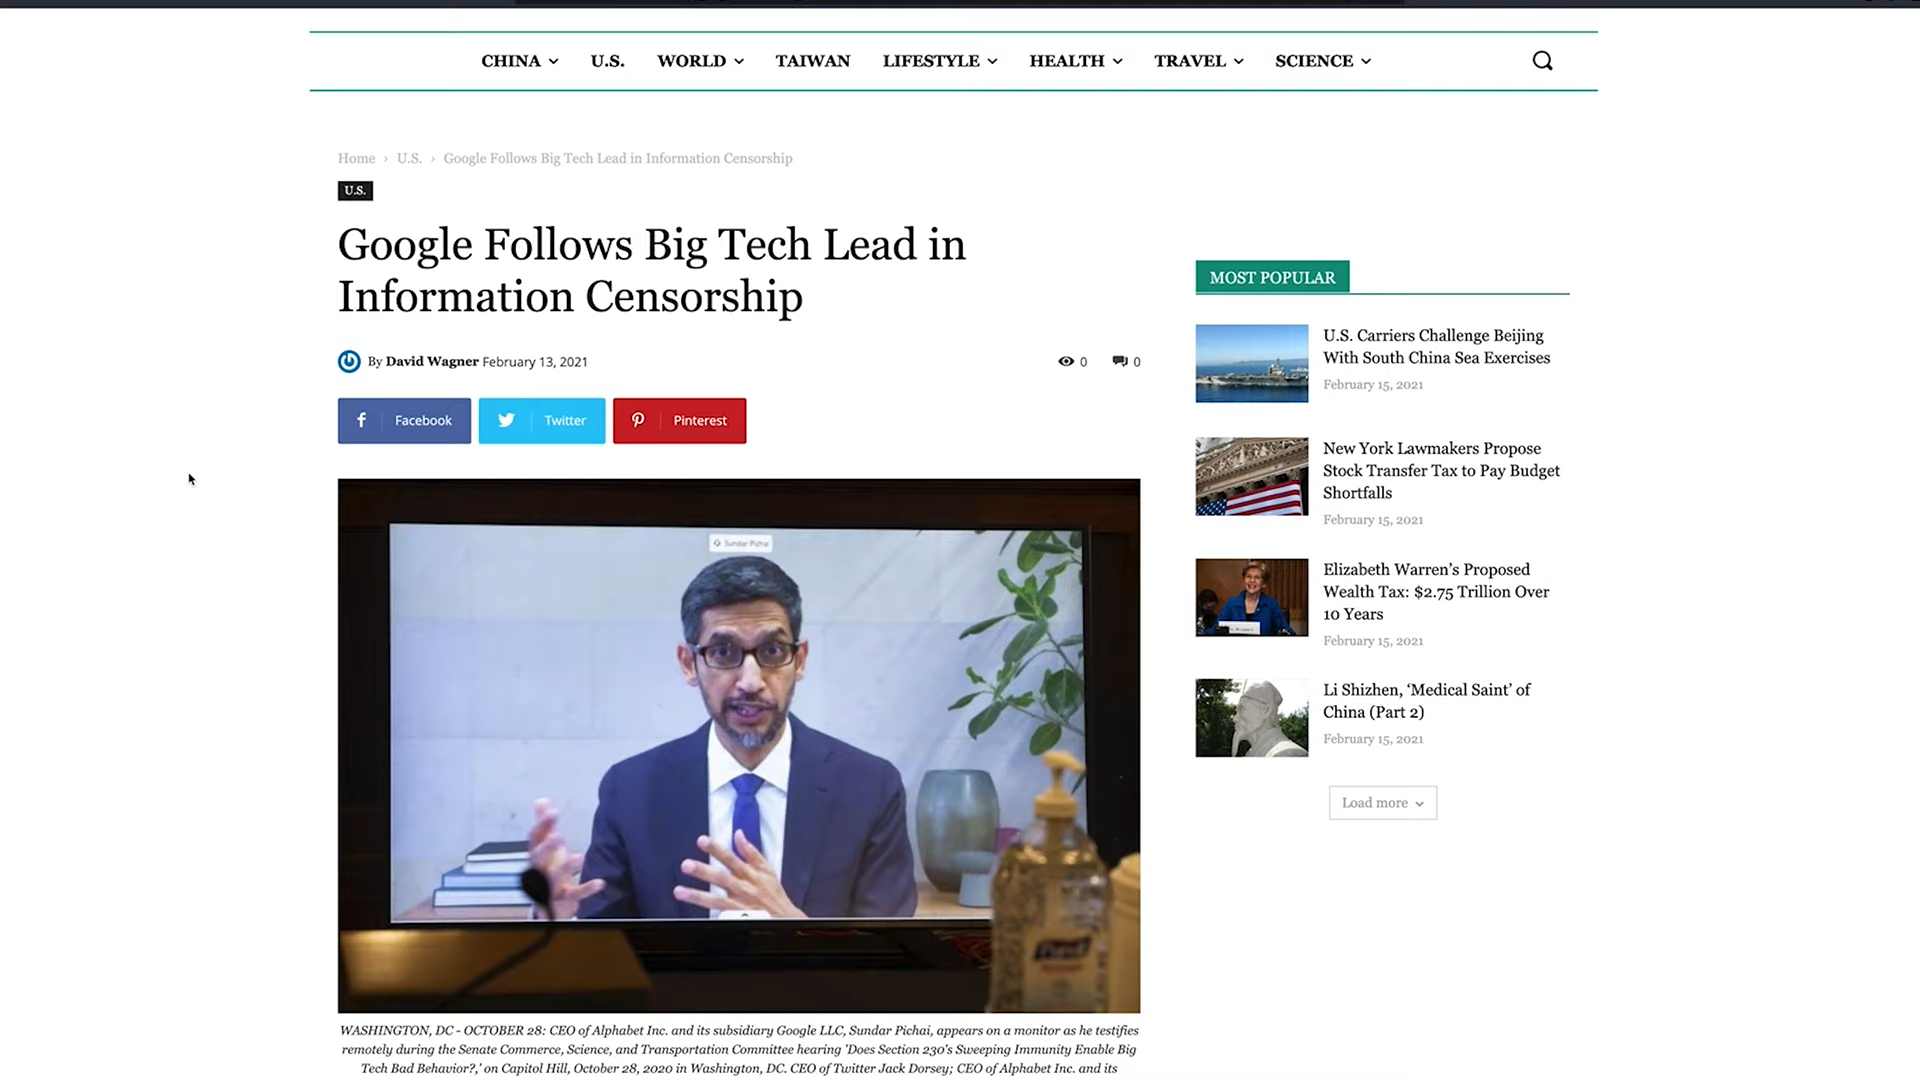 CHINA U.S. WORLD TAIWAN LIFESTYLE HEALTH TRAVEL SCIENCE
Home › U.S. › Google Follows Big Tech Lead in Information Censorship
U.S.
Google Follows Big Tech Lead in
Information Censorship
By David Wagner February 13, 2021
0 0
Facebook Twitter Pinterest
Sundar Pichai
Purell
WASHINGTON, DC - OCTOBER 28: CEO of Alphabet Inc. and its subsidiary Google LLC, Sundar Pichai, appears on a monitor as he testifies
remotely during the Senate Commerce, Science, and Transportation Committee hearing 'Does Section 230's Sweeping Immunity Enable Big
Tech Bad Behavior?,' on Capitol Hill, October 28, 2020 in Washington, DC. CEO of Twitter Jack Dorsey; CEO of Alphabet Inc. and its
MOST POPULAR
U.S. Carriers Challenge Beijing
With South China Sea Exercises
February 15, 2021
New York Lawmakers Propose
Stock Transfer Tax to Pay Budget
Shortfalls
February 15, 2021
Elizabeth Warren’s Proposed
Wealth Tax: $2.75 Trillion Over
10 Years
February 15, 2021
Li Shizhen, ‘Medical Saint’ of
China (Part 2)
February 15, 2021
Load more